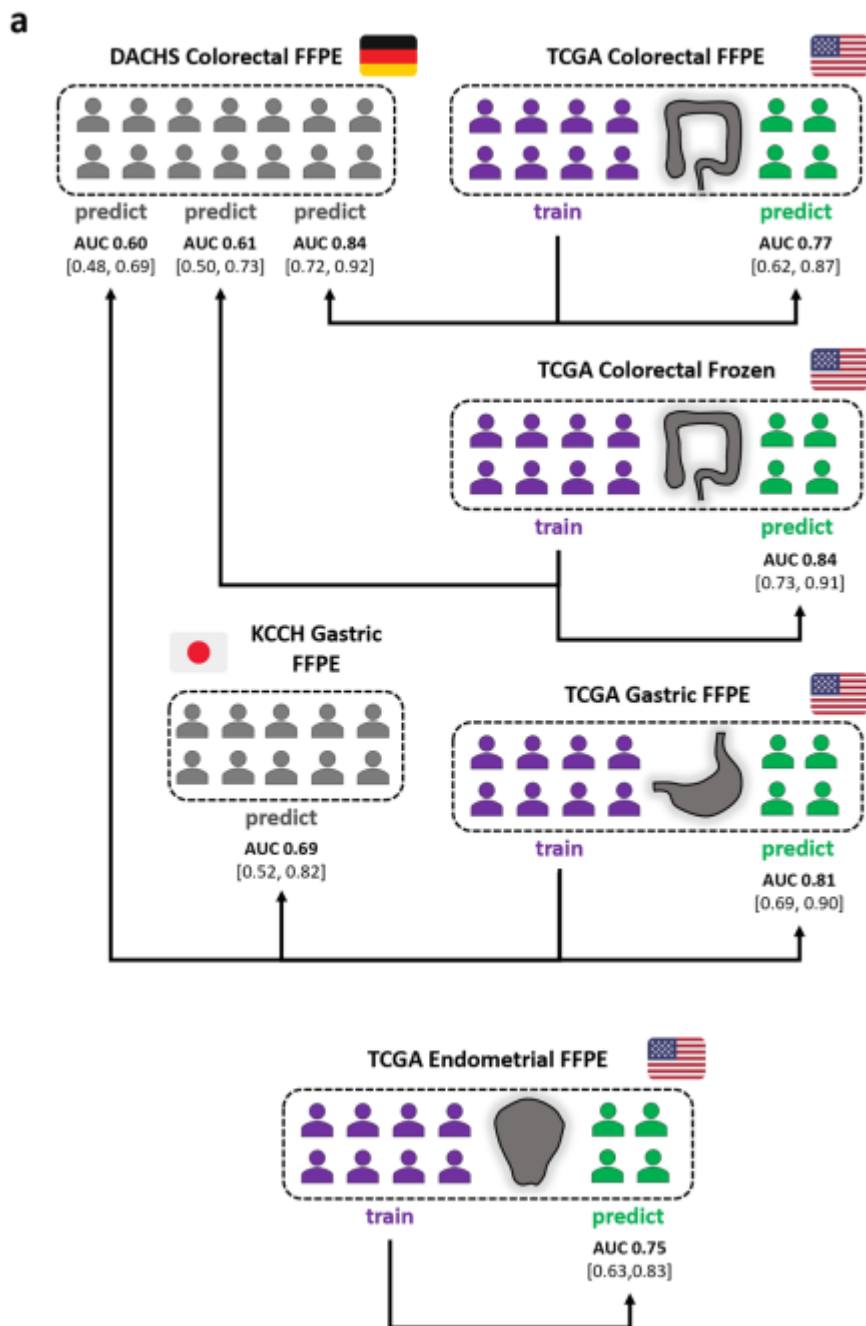 a
DACHS Colorectal FFPE
TCGA Colorectal FFPE
predict predict predict
AUC 0.60 AUC 0.61 AUC 0.84
[0.48, 0.69] [0.50, 0.73] [0.72, 0.92]
train
predict
AUC 0.77
[0.62, 0.87]
TCGA Colorectal Frozen
train
predict
AUC 0.84
[0.73, 0.91]
KCCH Gastric
FFPE
predict
AUC 0.69
[0.52, 0.82]
TCGA Gastric FFPE
train
predict
AUC 0.81
[0.69, 0.90]
TCGA Endometrial FFPE
train
predict
AUC 0.75
[0.63,0.83]